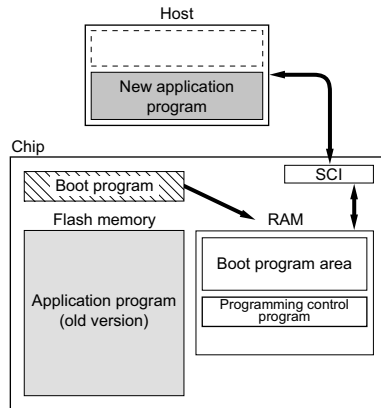 Host
New application
program
Chip
SCI
Boot program
Flash memory
RAM
Boot program area
Application program
(old version)
Programming control
program